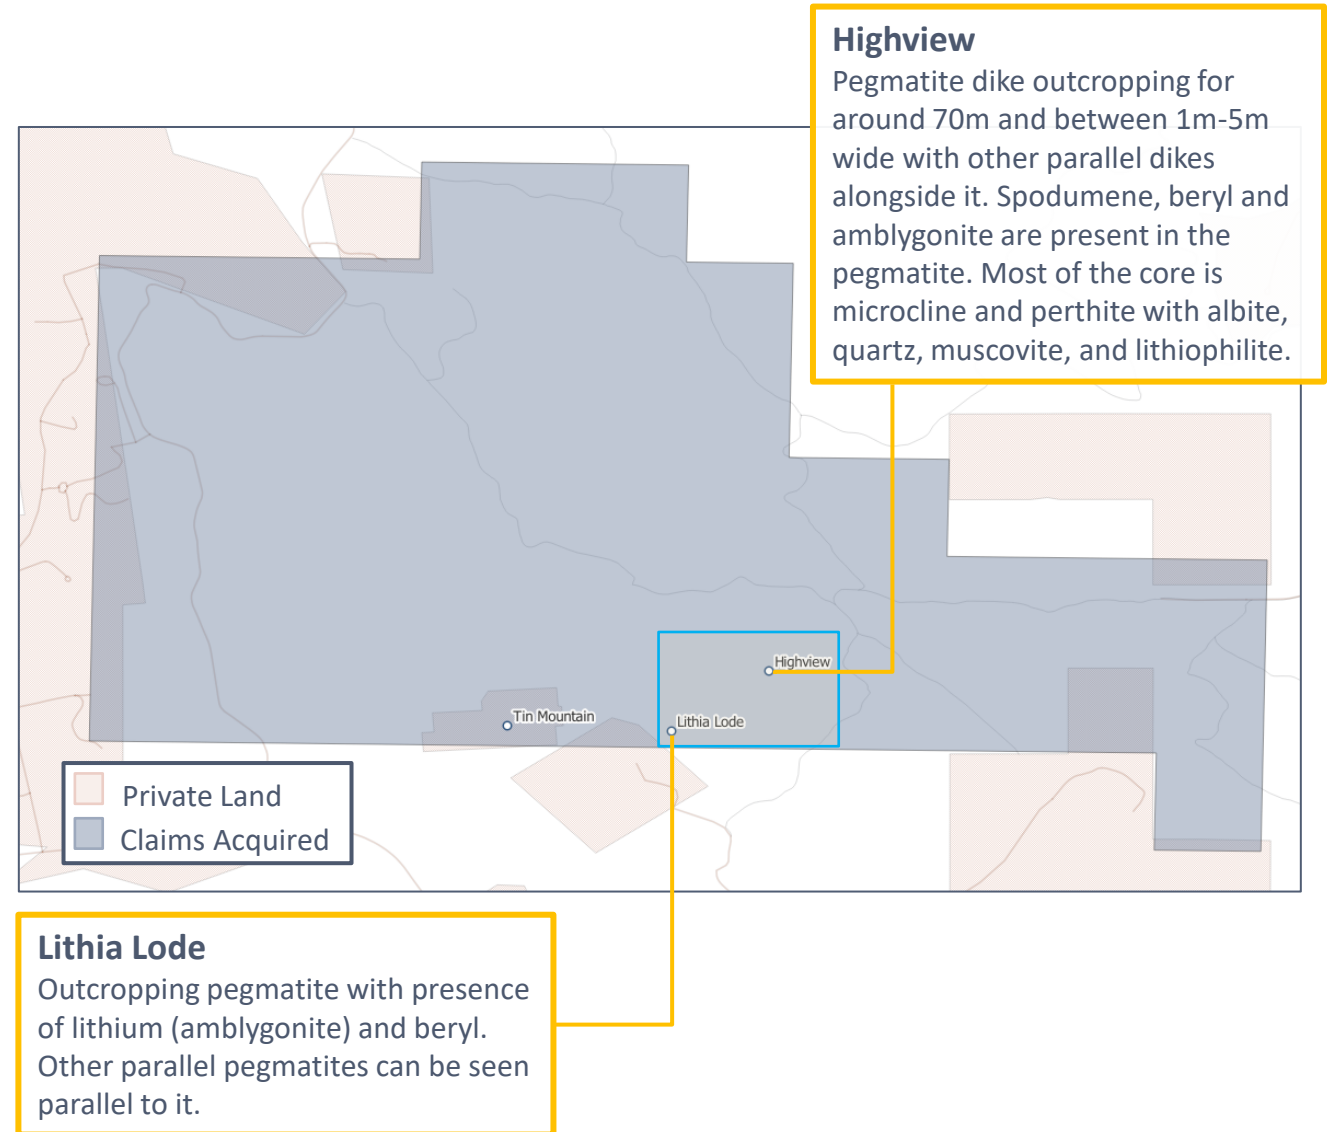 Highview
Pegmatite dike outcropping for
around 70m and between 1m-5m
wide with other parallel dikes
alongside it. Spodumene, beryl and
amblygonite are present in the
pegmatite. Most of the core is
microcline and perthite with albite,
quartz, muscovite, and lithiophilite.
Highview
Tin Mountain
Lithia Lode
Private Land
Claims Acquired
Lithia Lode
Outcropping pegmatite with presence
of lithium (amblygonite) and beryl.
Other parallel pegmatites can be seen
parallel to it.